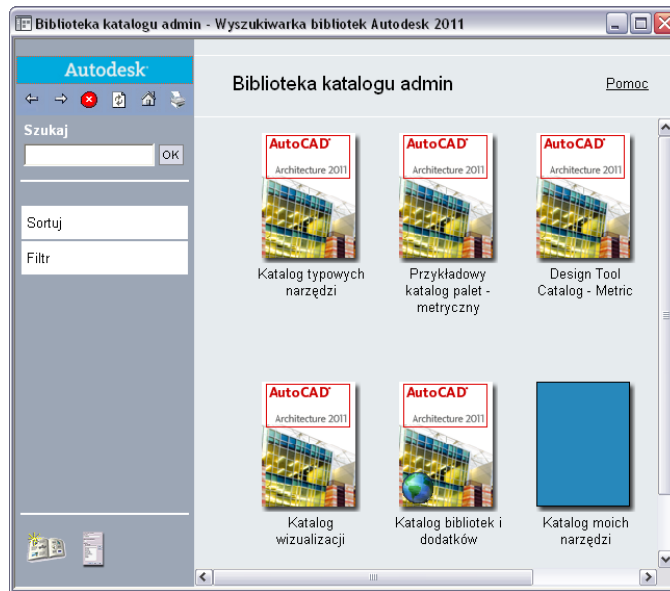 Biblioteka katalogu admin - Wyszukiwarka bibliotek Autodesk 2011
Autodesk
Szukaj
OK
Sortuj
Filtr
Biblioteka katalogu admin
Pomoc
AutoCAD
Architecture 2011
Katalog typowych
narzędzi
AutoCAD
Architecture 2011
Przykładowy
katalog palet -
metryczny
AutoCAD
Architecture 2011
Design Tool
Catalog - Metric
AutoCAD
Architecture 2011
Katalog
wizualizacji
AutoCAD
Architecture 2011
Katalog bibliotek i
dodatków
Katalog moich
narzędzi